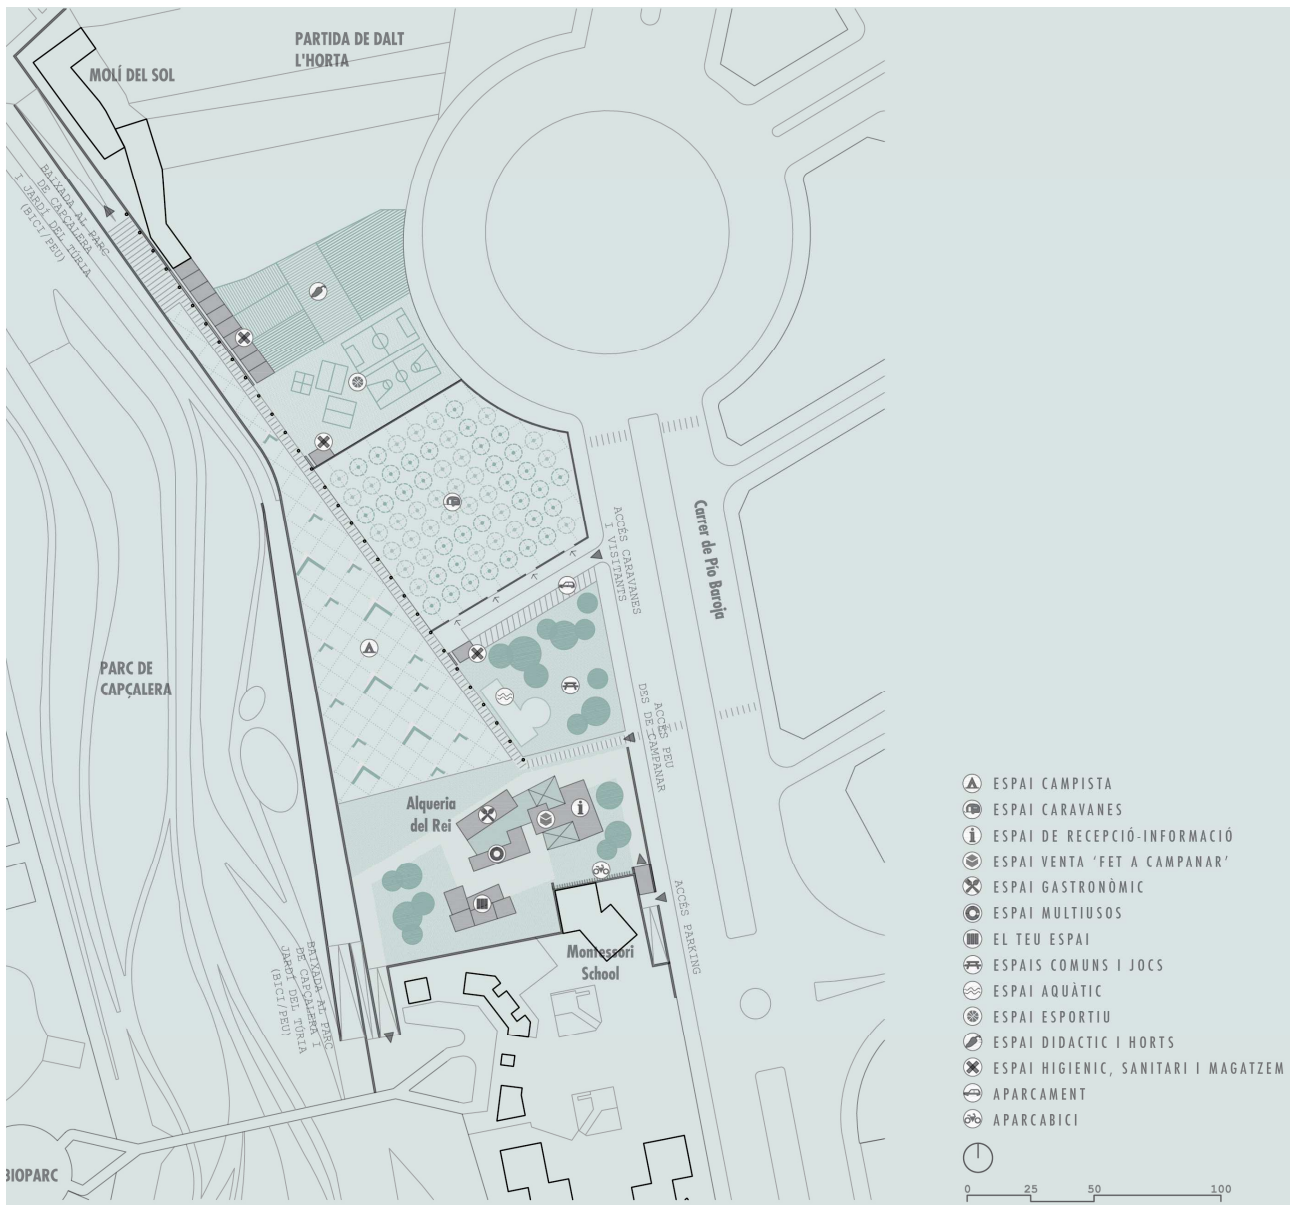 PARTIDA DE DALT
L'HORTA
MOLÍ DEL SOL
BAIXADA AL PARC
DE CAPÇALERA
I JARDÍ DEL TÚRIA
(BICI/PEU)
ACCÉS CARAVANES
I VISITANTS
Carrer de Pío Baroja
PARC DE
CAPÇALERA
ACCÉS PEU
DES DE CAMPANAR
Alqueria
del Rei
ACCÉS PARKING
Montessori
School
BAIXADA AL PARC
DE CAPÇALERA I
JARDÍ DEL TÚRIA
(BICI/PEU)
BIOPARC
ESPAI CAMPISTA
ESPAI CARAVANES
ESPAI DE RECEPCIÓ-INFORMACIÓ
ESPAI VENTA 'FET A CAMPANAR'
ESPAI GASTRONÒMIC
ESPAI MULTIUSOS
EL TEU ESPAI
ESPAIS COMUNS I JOCS
ESPAI AQUÀTIC
ESPAI ESPORTIU
ESPAI DIDACTIC I HORTS
ESPAI HIGIENIC, SANITARI I MAGATZEM
APARCAMENT
APARCABICI
0 25 50 100